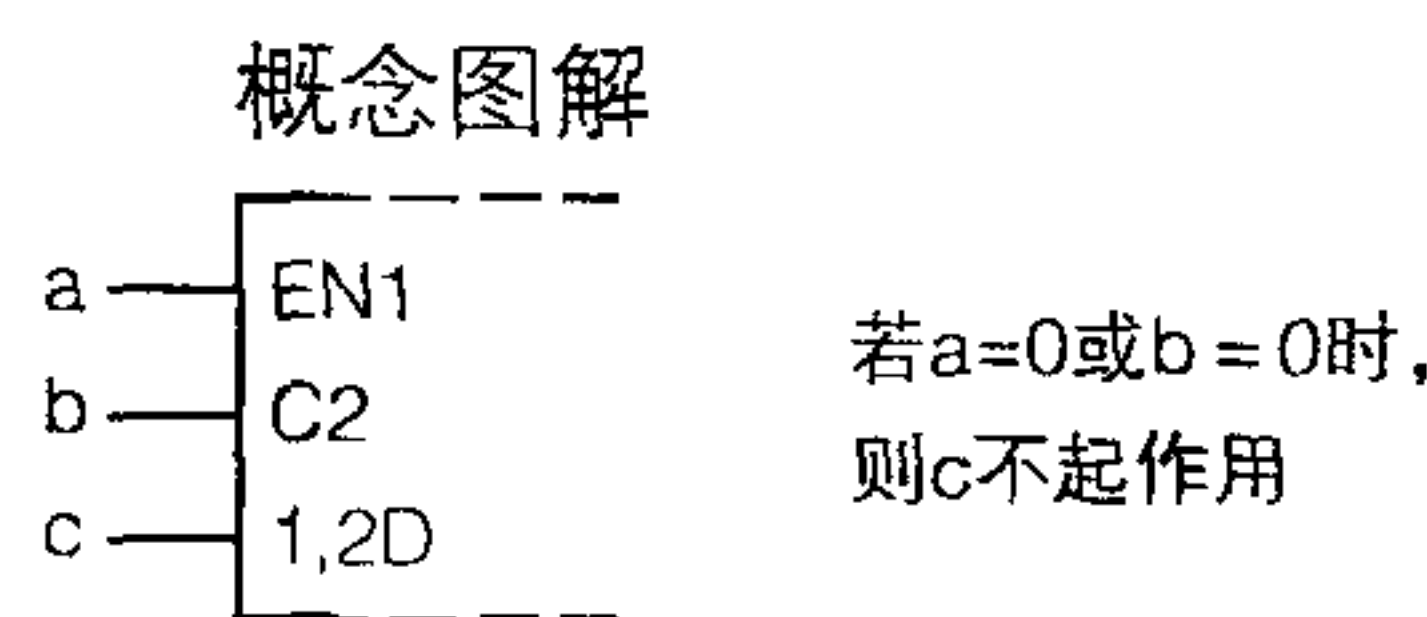 概念图解
a EN1
b C2
c 1,2D
若a=0或b=0时,
则c不起作用